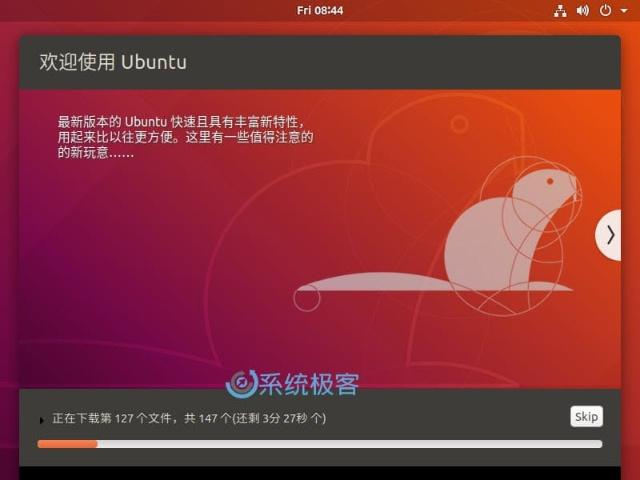 Fri 08:44
欢迎使用 Ubuntu
最新版本的 Ubuntu 快速且具有丰富新特性，
用起来比以往更方便。这里有一些值得注意的
的新玩意……
系统极客
正在下载第 127 个文件，共 147 个(还剩 3分 27秒 个)
Skip